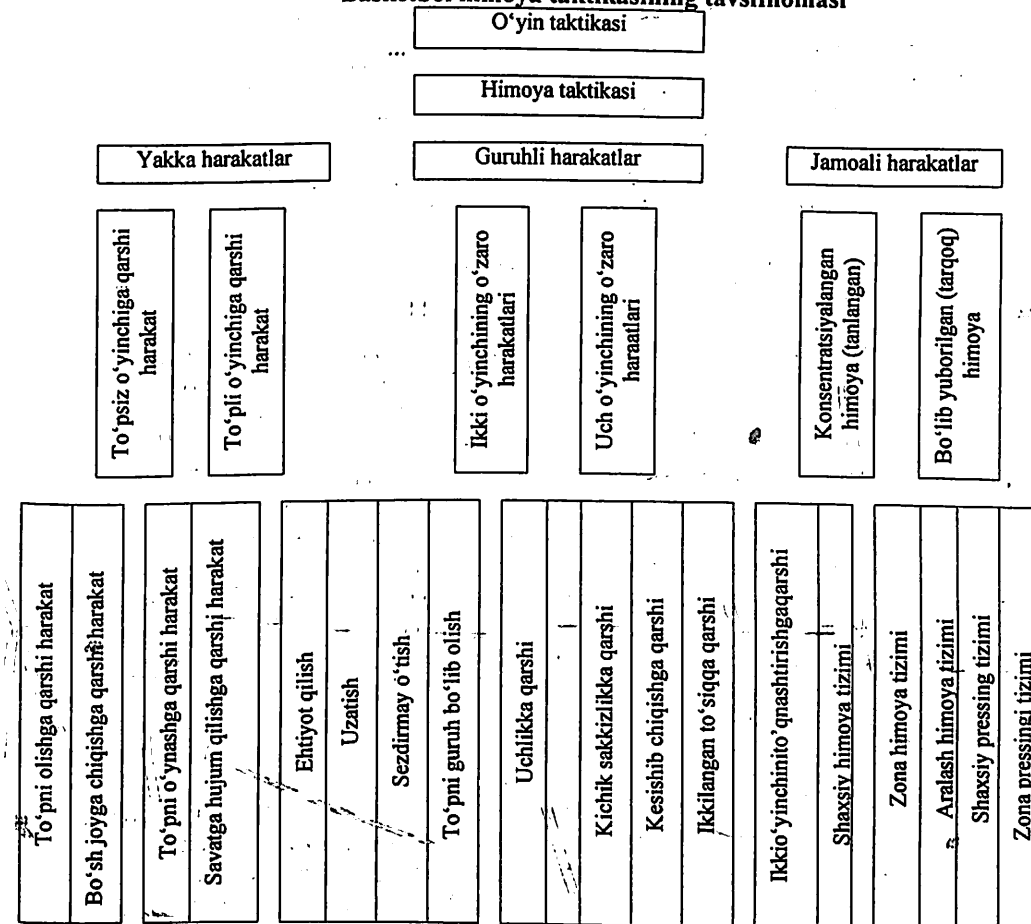 Basketbol himoya taktikasining tavsifnomasi
O‘yin taktikasi
...
Himoya taktikasi
Yakka harakatlar
Guruhli harakatlar
Jamoali harakatlar
To‘psiz o‘yinchiga qarshi
harakat
To‘pli o‘yinchiga qarshi
harakat
Ikki o‘yinchining o‘zaro
harakatlari
Uch o‘yinchining o‘zaro
haraatlari
Konsentratsiyalangan
himoya (tanlangan)
Bo‘lib yuborilgan (tarqoq)
himoya
To‘pni olishga qarshi harakat
Bo‘sh joyga chiqishga qarshi harakat
To‘pni o‘ynashga qarshi harakat
Savatga hujum qilishga qarshi harakat
Ehtiyot qilish
Uzatish
Sezdirmay o‘tish
To‘pni guruh bo‘lib olish
Uchlikka qarshi
Kichik sakkizlikka qarshi
Kesishib chiqishga qarshi
Ikkilangan to‘siqqa qarshi
Ikkio‘yinchinito’qnashtirishgaqarshi
Shaxsiy himoya tizimi
Zona himoya tizimi
Aralash himoya tizimi
Shaxsiy pressing tizimi
Zona pressingi tizimi